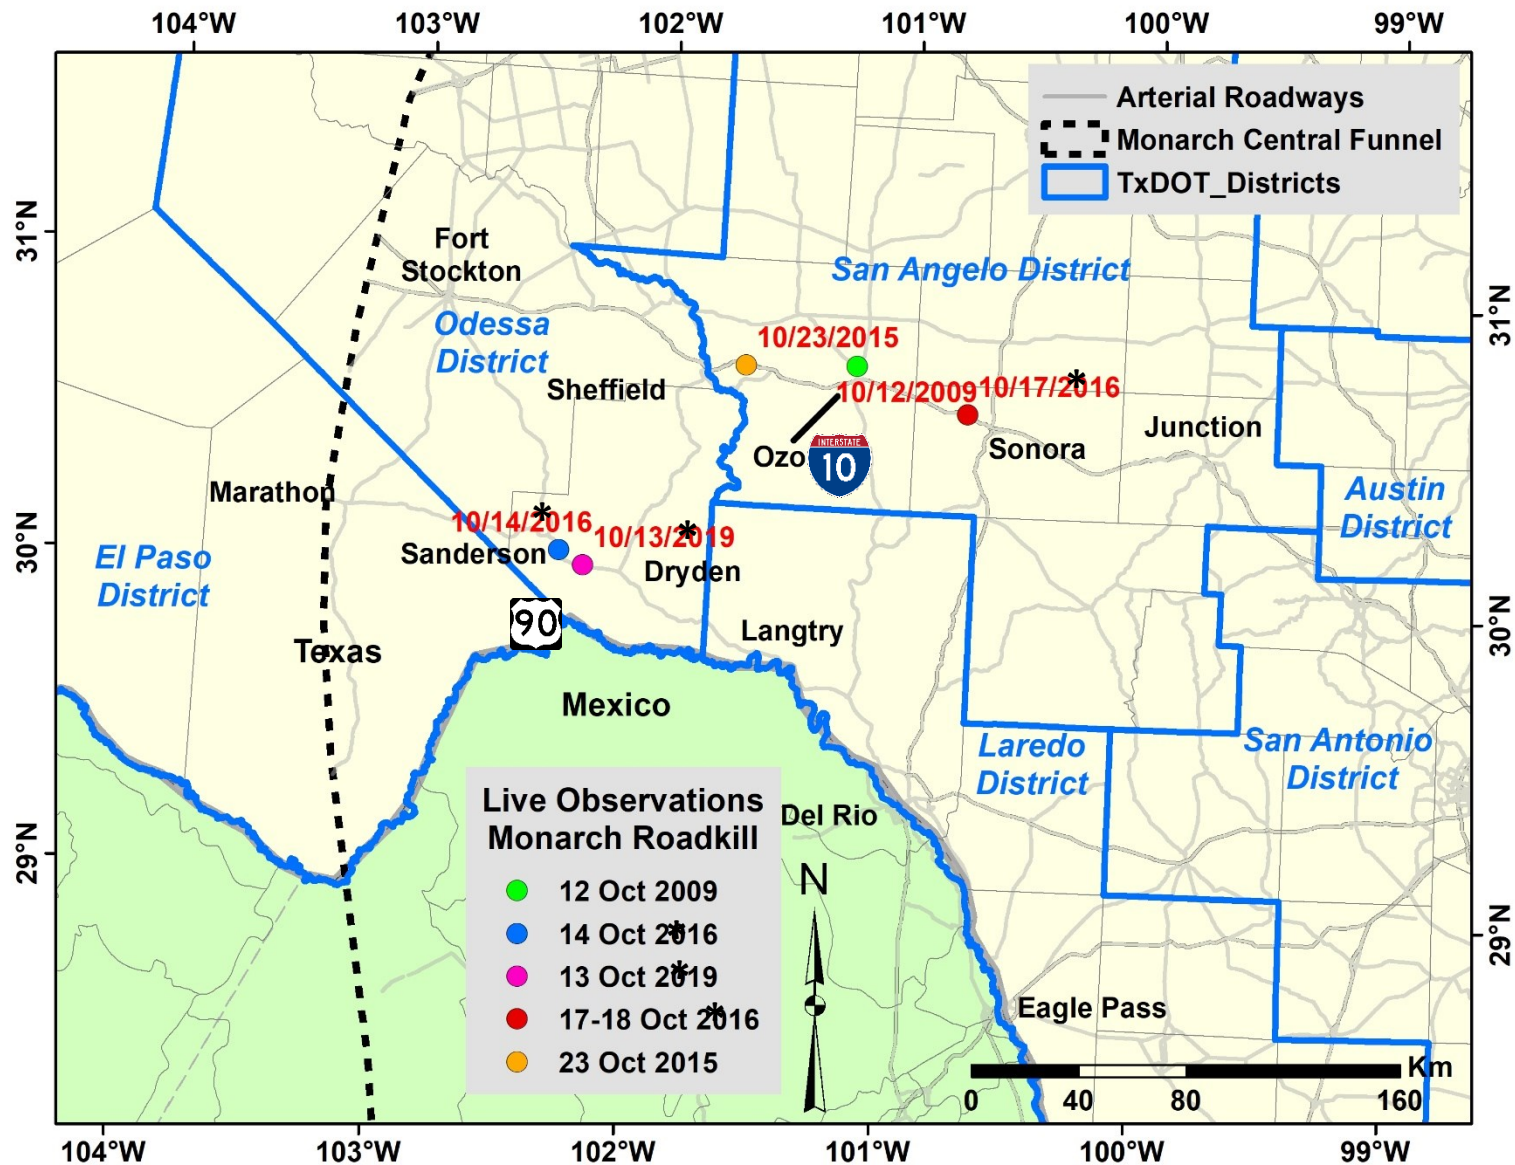 104°W 103°W 102°W 101°W 100°W 99°W
Arterial Roadways
Monarch Central Funnel
TxDOT_Districts
31°N
31°N
Fort
Stockton
San Angelo District
Odessa
District
10/23/2015
Sheffield
10/12/2009
10/17/2016*
Junction
Sonora
Ozo
INTERSTATE
10
Marathon
Austin
District
10/14/2016*
10/13/2019*
30°N
Sanderson
Dryden
El Paso
District
90
Langtry
30°N
Texas
Mexico
Laredo
District
San Antonio
District
Live Observations
Monarch Roadkill
Del Rio
29°N
N
12 Oct 2009
14 Oct 2016*
13 Oct 2019*
17-18 Oct 2016*
23 Oct 2015
29°N
Eagle Pass
Km
0 40 80 160
104°W 103°W 102°W 101°W 100°W 99°W